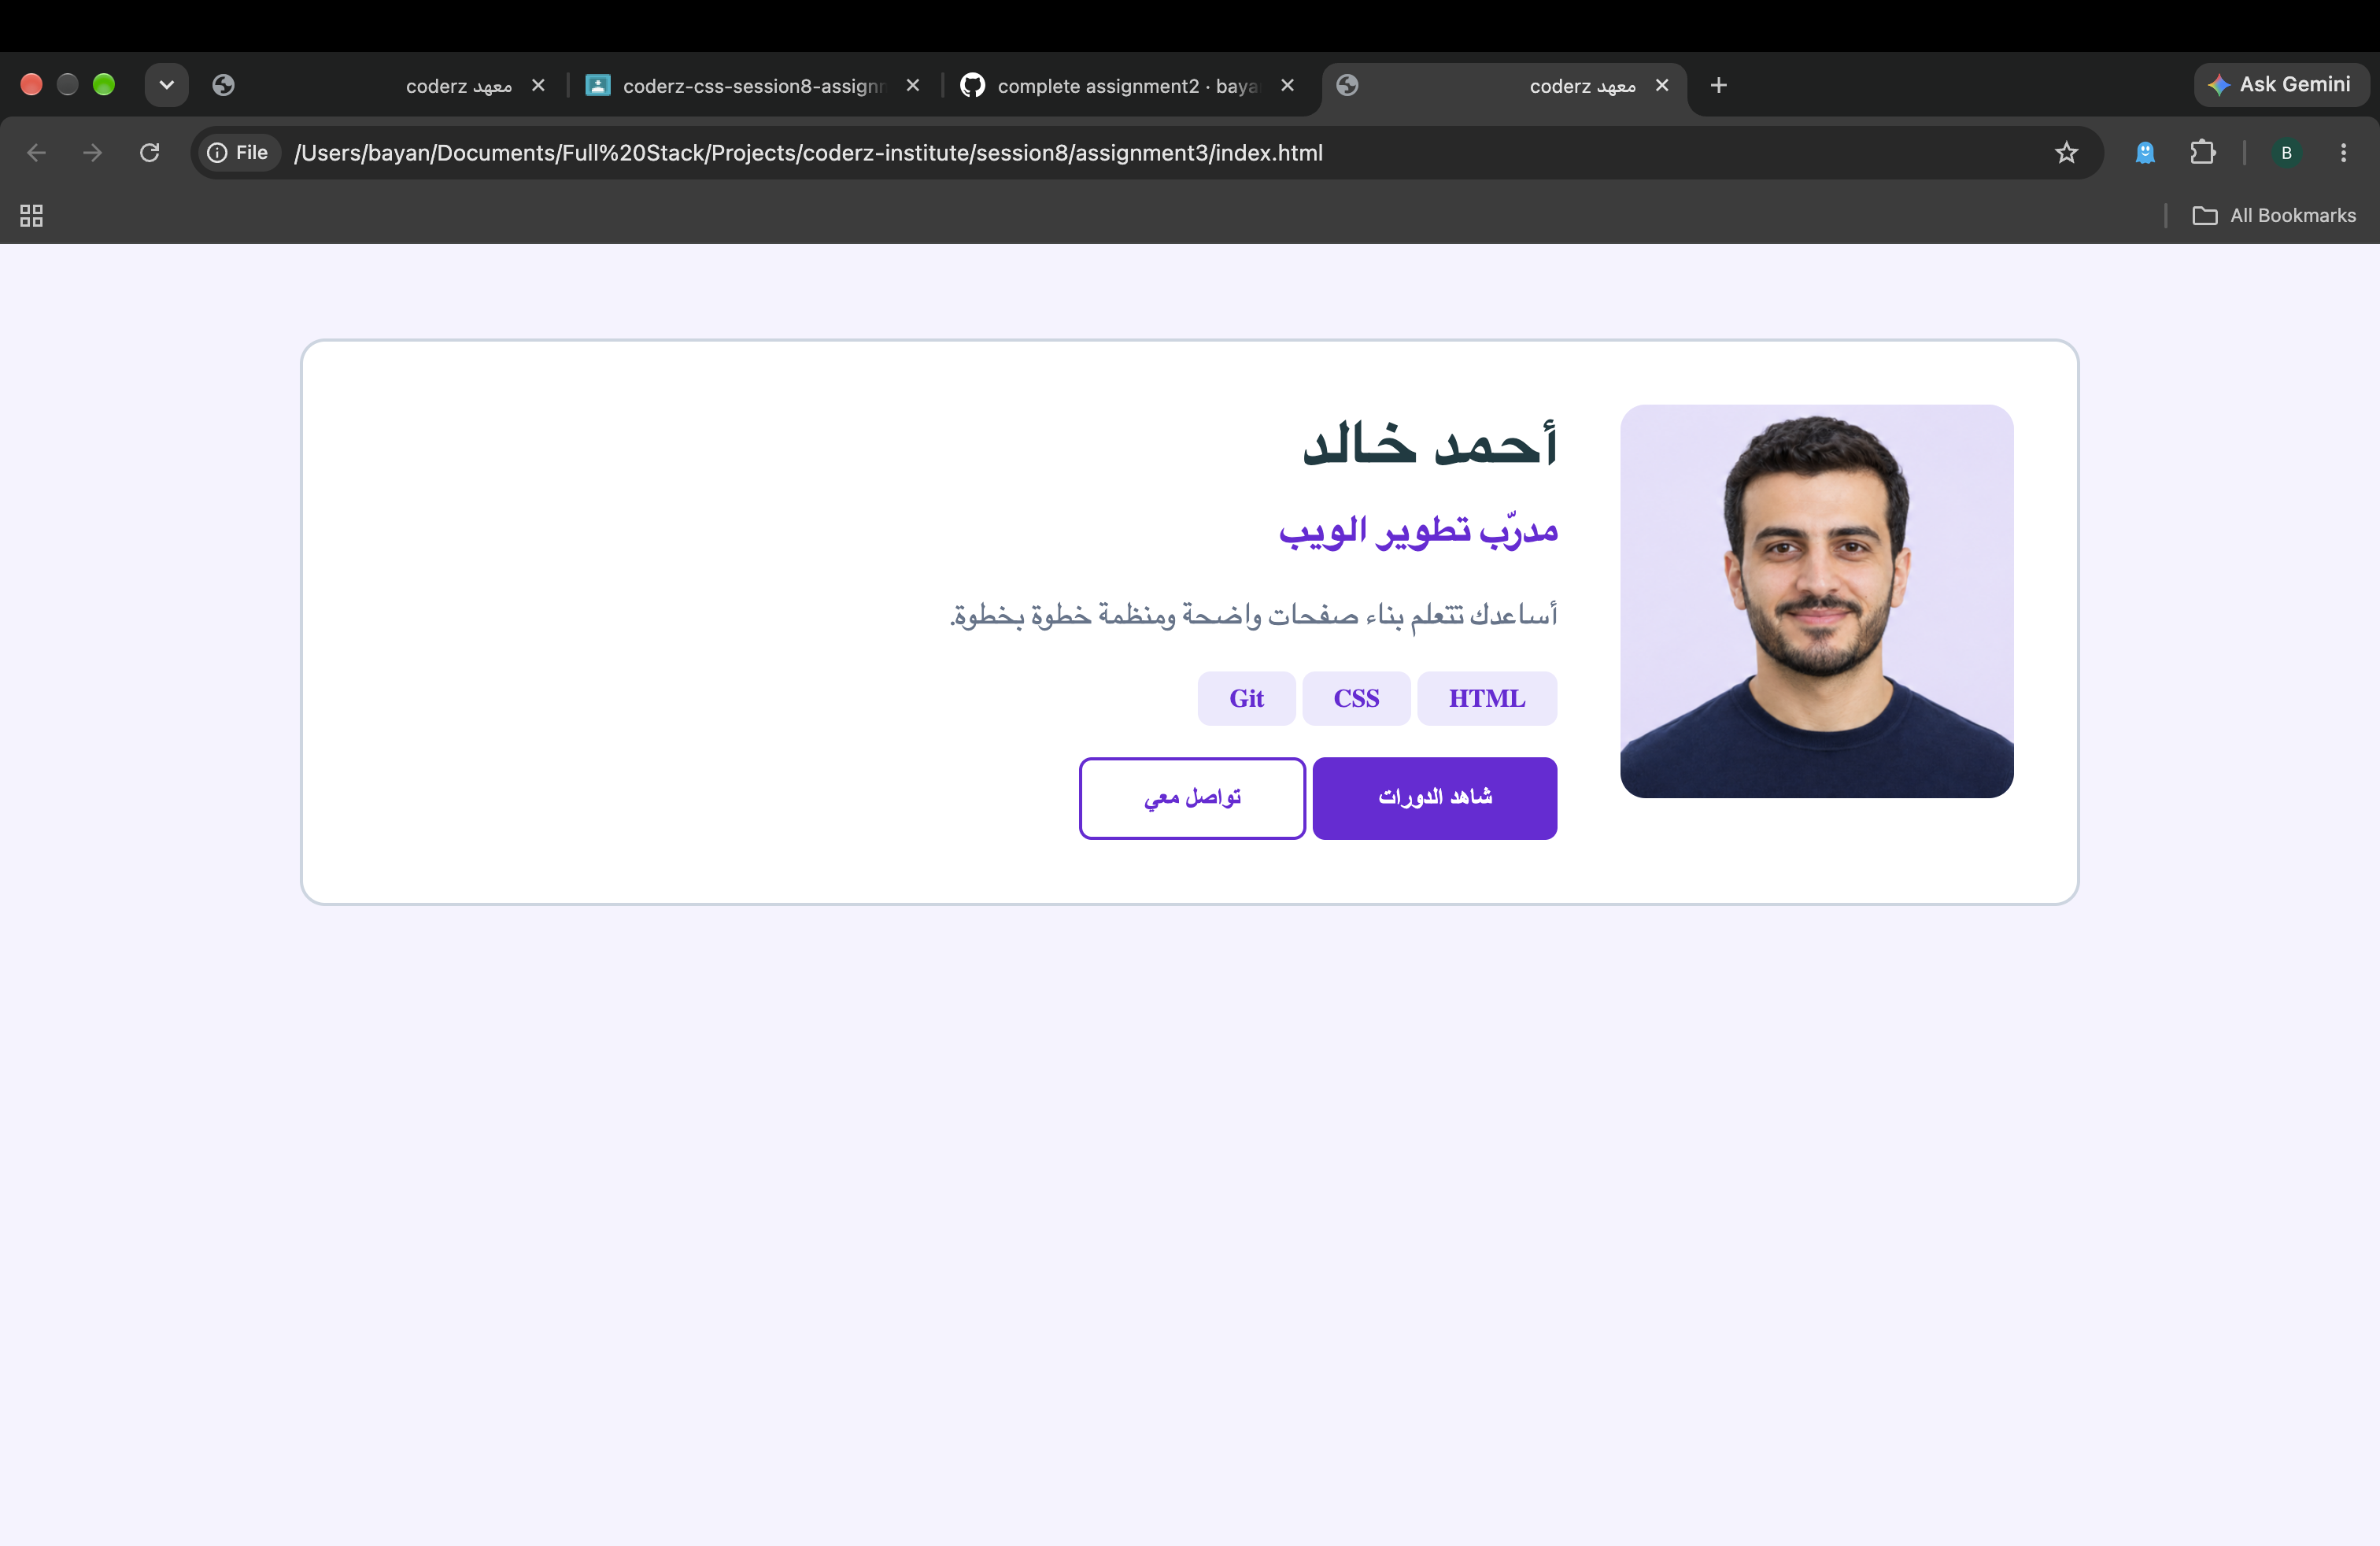 معهد coderz
coderz-css-session8-assignm
complete assignment2 · baya
معهد coderz
Ask Gemini
File
/Users/bayan/Documents/Full%20Stack/Projects/coderz-institute/session8/assignment3/index.html
B
All Bookmarks
أحمد خالد
مدرّب تطوير الويب
أساعدك تتعلم بناء صفحات واضحة ومنظمة خطوة بخطوة.
HTML CSS Git
شاهد الدورات تواصل معي